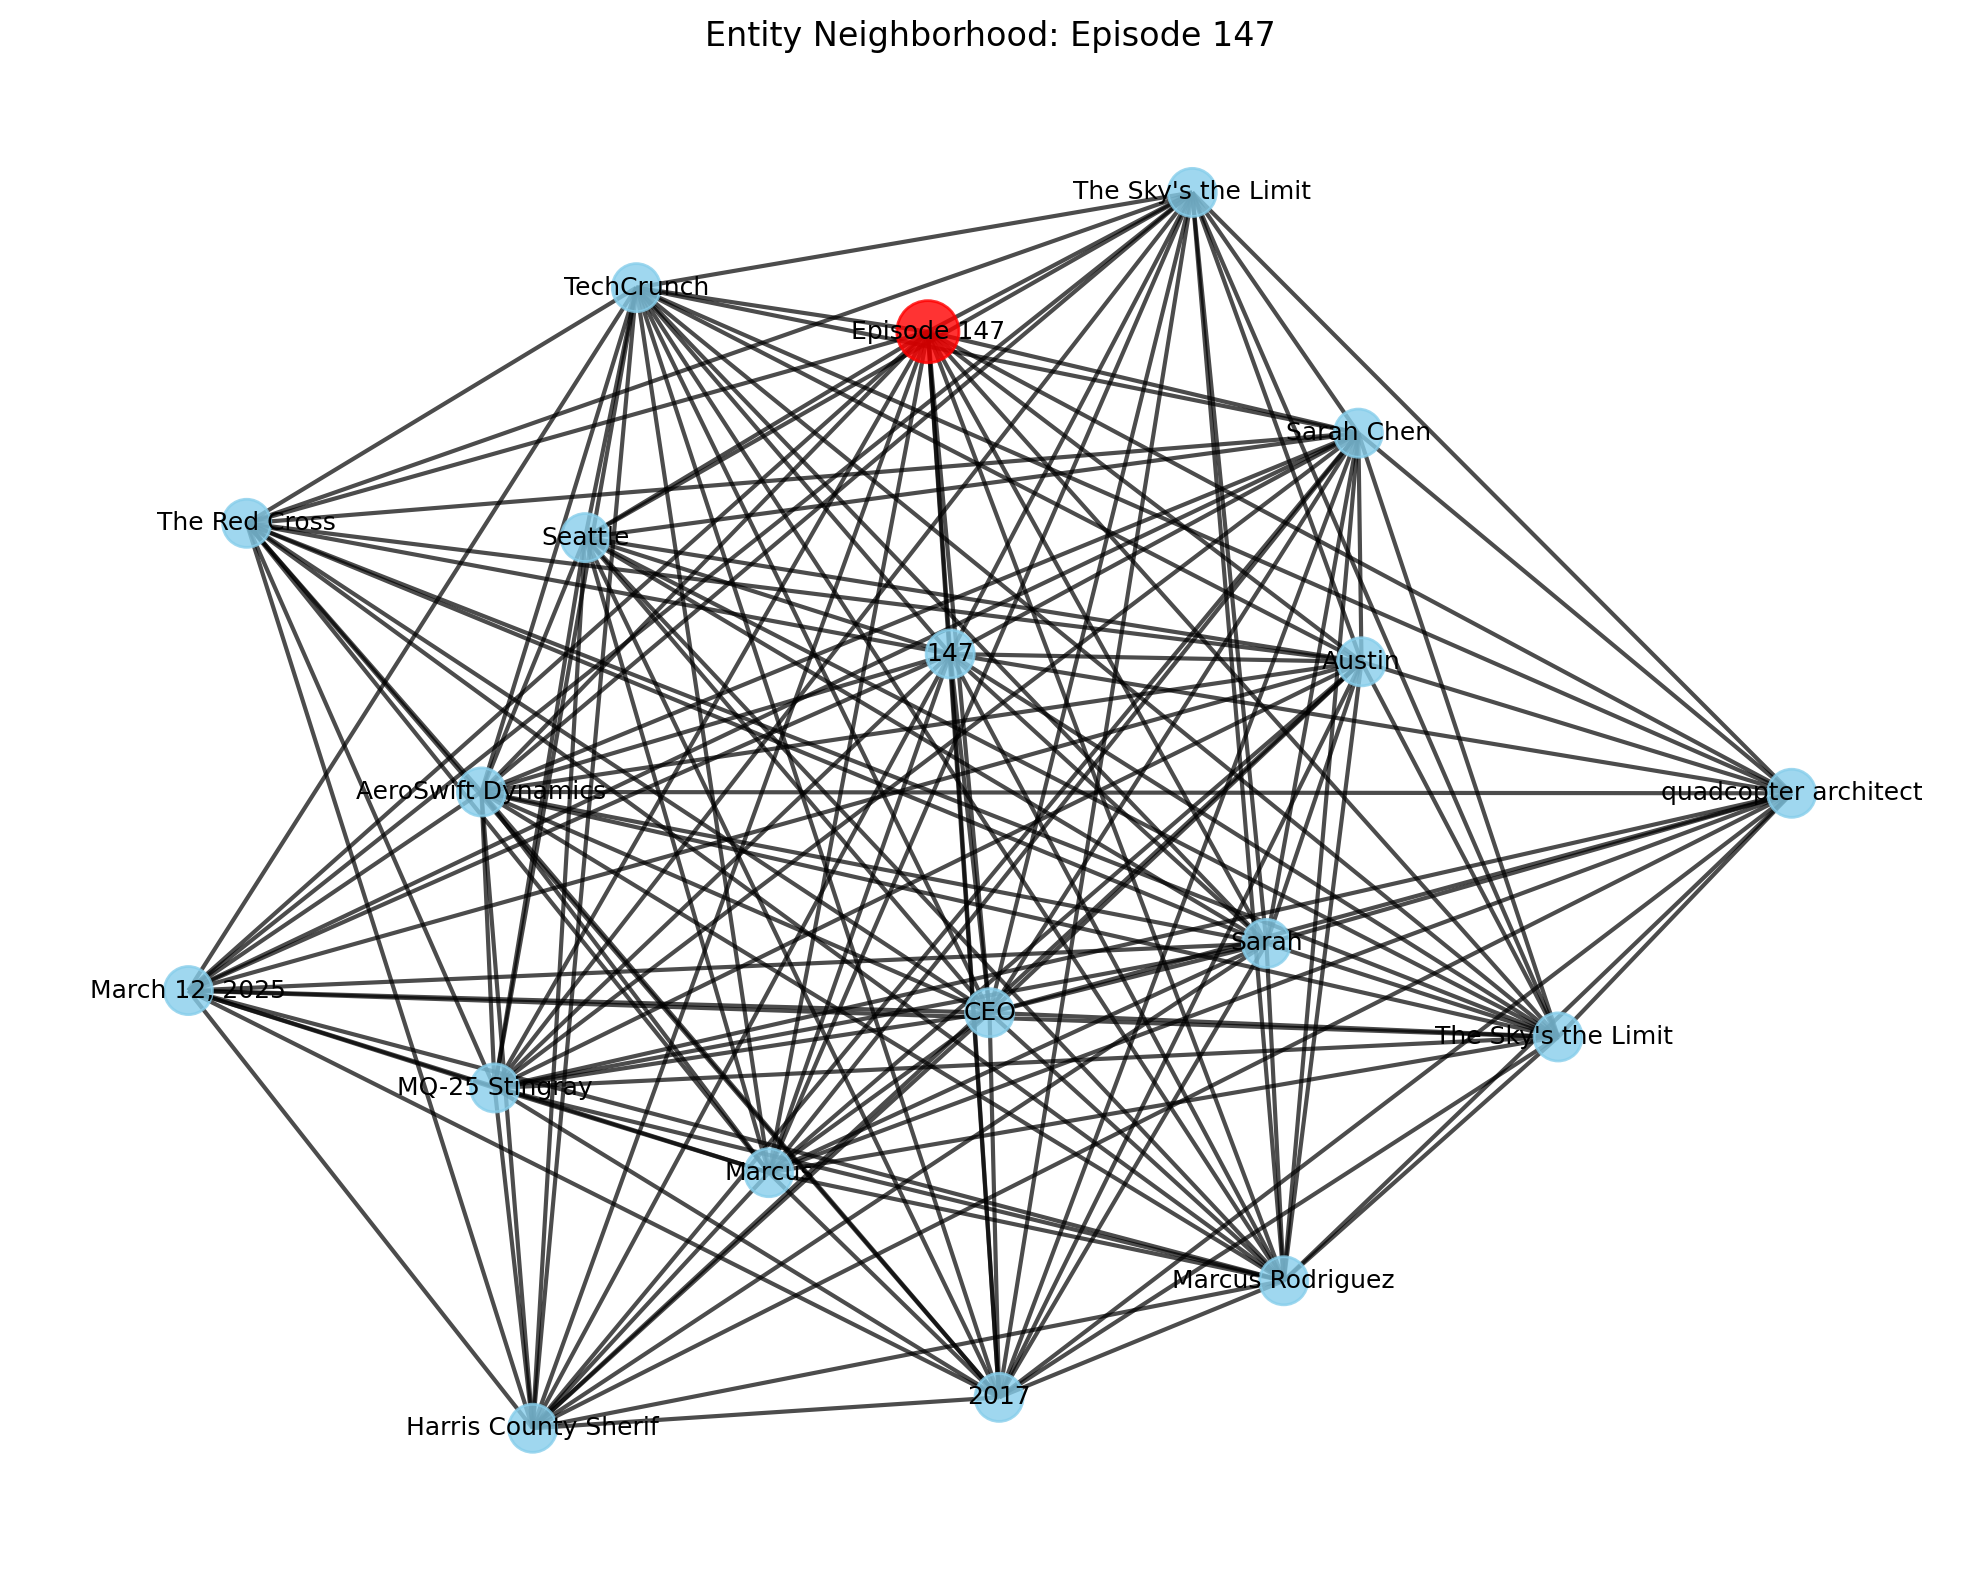 Entity Neighborhood: Episode 147
The Sky's the Limit
TechCrunch
Episode 147
Sarah Chen
The Red Cross
Seattle
147
Austin
AeroSwift Dynamics
quadcopter architect
Sarah
March 12, 2025
CEO
The Sky's the Limit
MQ-25 Stingray
Marcus
Marcus Rodriguez
2017
Harris County Sherif